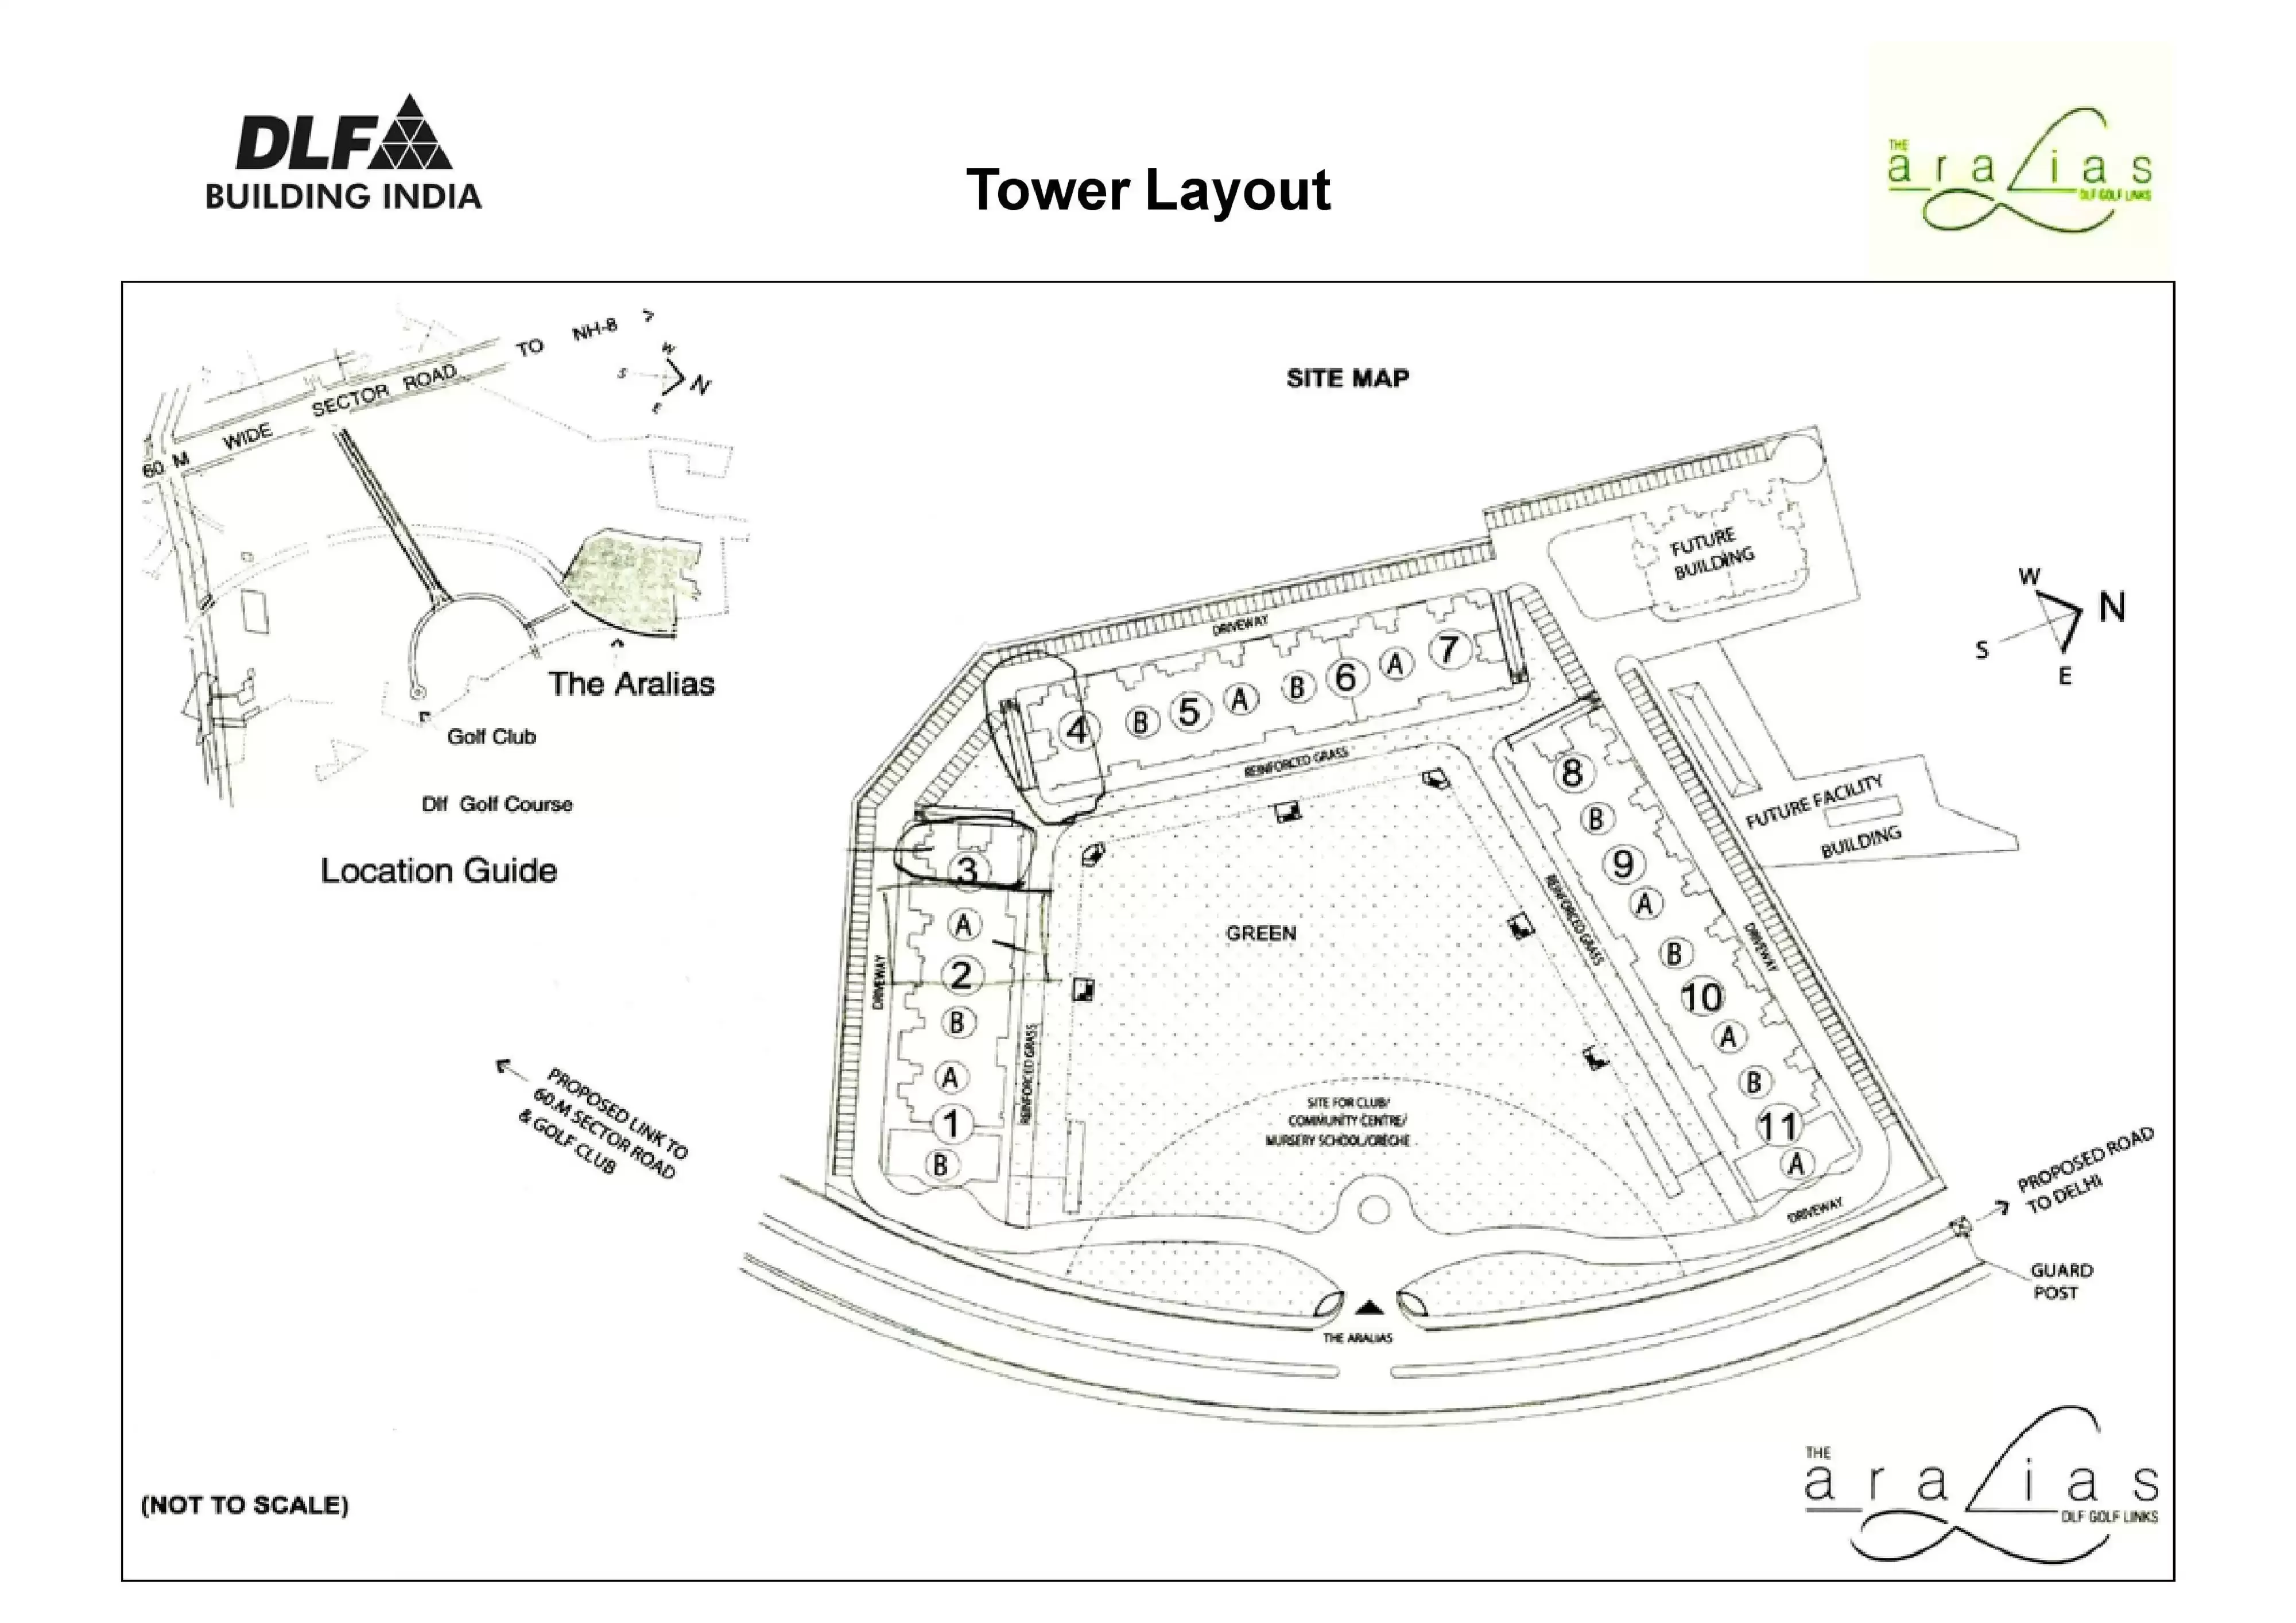 DLF
BUILDING INDIA
Tower Layout
THE
araLias
DLF GOLF LINKS
60 M WIDE SECTOR ROAD TO NH-8
W
S
N
E
The Aralias
Golf Club
Dlf Golf Course
Location Guide
SITE MAP
FUTURE
BUILDING
W
N
S
E
DRIVEWAY
4 B 5 A B 6 A 7
REINFORCED GRASS
FUTURE FACILITY
BUILDING
3
A
2
B
A
1
B
DRIVEWAY
REINFORCED GRASS
GREEN
8
B
9
A
B
10
A
B
11
A
REINFORCED GRASS
DRIVEWAY
PROPOSED LINK TO
60.M SECTOR ROAD
& GOLF CLUB
SITE FOR CLUB/
COMMUNITY CENTRE/
NURSERY SCHOOL/CRECHE
DRIVEWAY
PROPOSED ROAD
TO DELHI
GUARD
POST
THE ARALIAS
(NOT TO SCALE)
THE
araLias
DLF GOLF LINKS